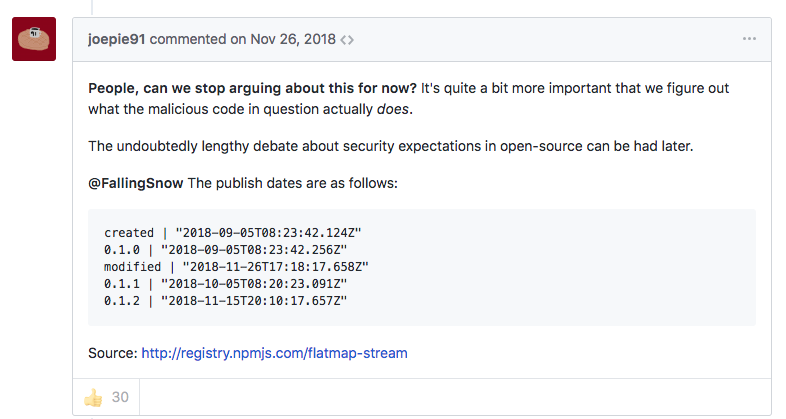 joepie91 commented on Nov 26, 2018 <>
People, can we stop arguing about this for now? It's quite a bit more important that we figure out
what the malicious code in question actually does.
The undoubtedly lengthy debate about security expectations in open-source can be had later.
@FallingSnow The publish dates are as follows:
created | "2018-09-05T08:23:42.124Z"
0.1.0 | "2018-09-05T08:23:42.256Z"
modified | "2018-11-26T17:18:17.658Z"
0.1.1 | "2018-10-05T08:20:23.091Z"
0.1.2 | "2018-11-15T20:10:17.657Z"
Source: http://registry.npmjs.com/flatmap-stream
30